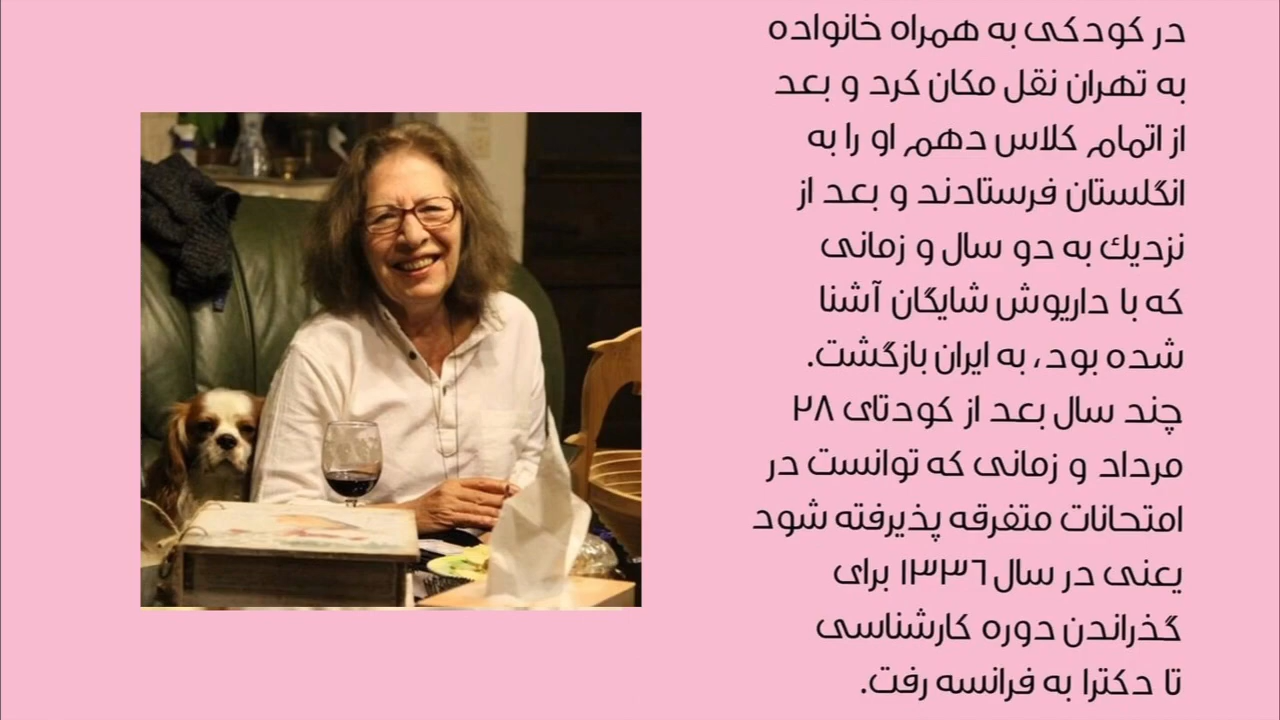 در کودکی به همراه خانواده
به تهران نقل مکان کرد و بعد
از اتمام کلاس دهم او را به
انگلستان فرستادند و بعد از
نزدیك به دو سال و زمانی
که با داریوش شایگان آشنا
شده بود، به ایران بازگشت.
چند سال بعد از کودتای ۲۸
مرداد و زمانی که توانست در
امتحانات متفرقه پذیرفته شود
یعنی در سال ۱۳۳۶ برای
گذراندن دوره کارشناسی
تا دکترا به فرانسه رفت.